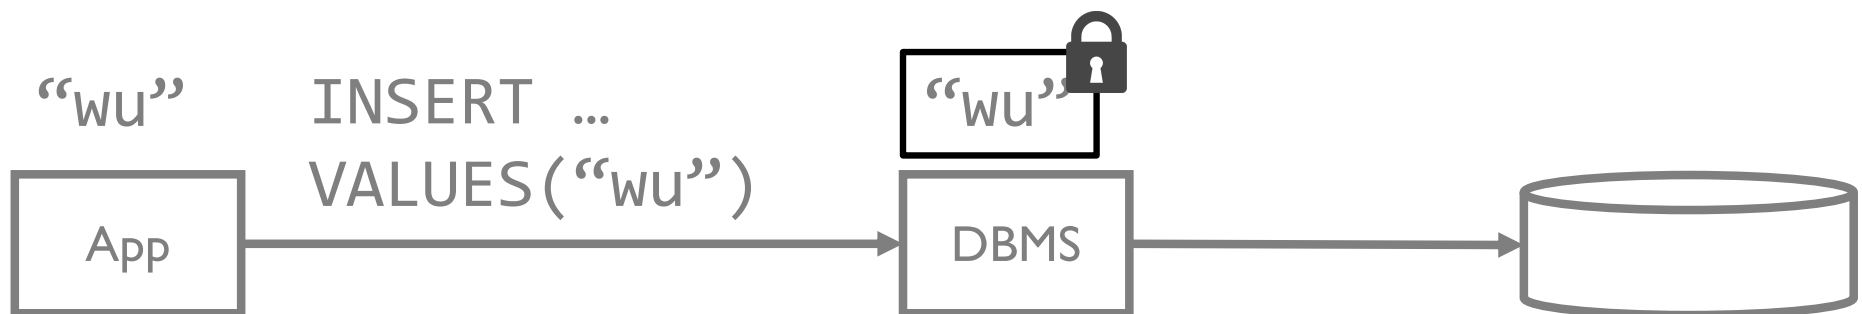 “wu”
INSERT …
VALUES(“wu”)
“wu”
App
DBMS